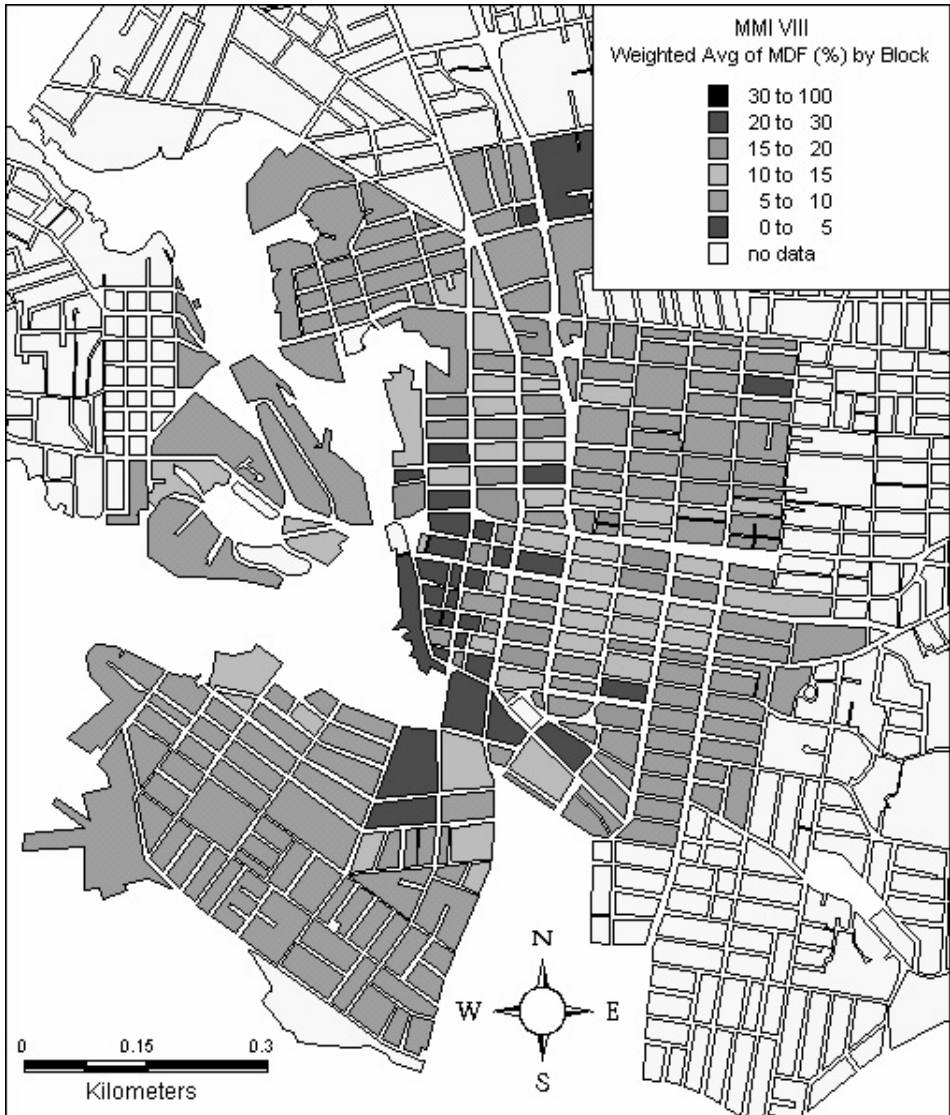 MMI VIII
Weighted Avg of MDF (%) by Block
30 to 100
20 to 30
15 to 20
10 to 15
5 to 10
0 to 5
no data
N
W E
S
0 0.15 0.3
Kilometers